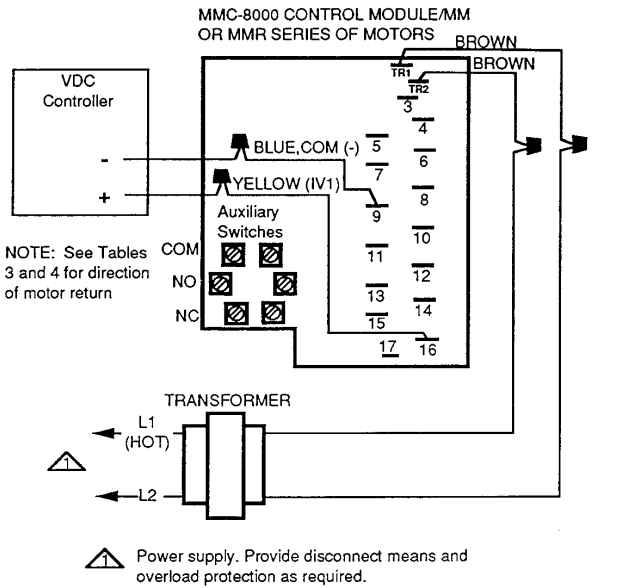 MMC-8000 CONTROL MODULE/MM
OR MMR SERIES OF MOTORS
BROWN
BROWN
TR1
TR2
VDC
Controller
-
+
3
4
BLUE,COM (-)
5
6
7
YELLOW (IV1)
8
9
Auxiliary
Switches
10
COM
11
12
NO
13
14
NC
15
16
17
NOTE: See Tables
3 and 4 for direction
of motor return
TRANSFORMER
L1
(HOT)
1
L2
1
Power supply. Provide disconnect means and
overload protection as required.